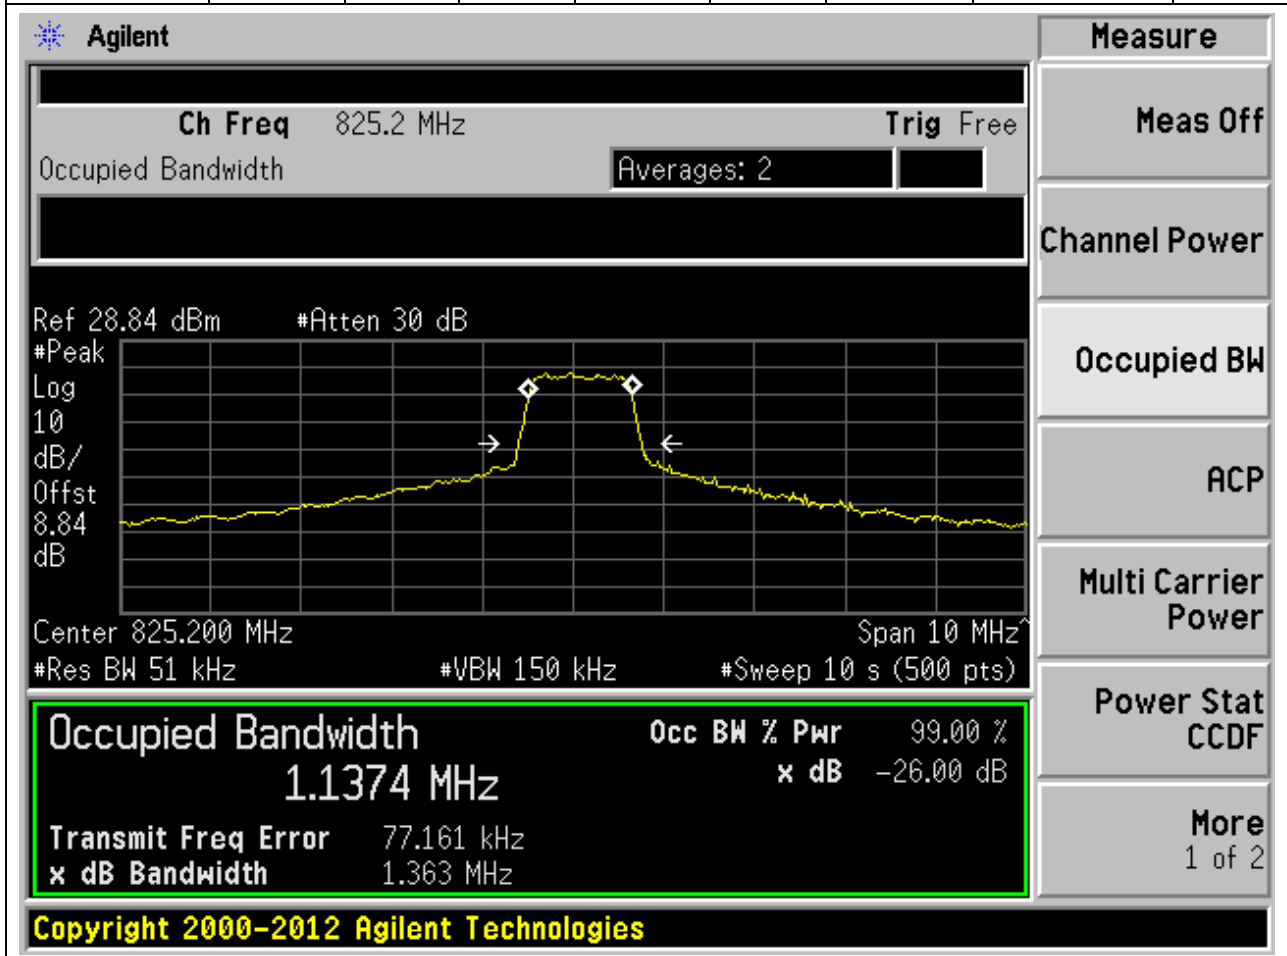 Agilent
Measure
Ch Freq 825.2 MHz Trig Free
Meas Off
Occupied Bandwidth Averages: 2
Channel Power
Ref 28.84 dBm #Atten 30 dB
#Peak
Log
10
dB/
Offst
8.84
dB
Occupied BW
ACP
Multi Carrier
Power
Center 825.200 MHz Span 10 MHz^
#Res BW 51 kHz #VBW 150 kHz #Sweep 10 s (500 pts)
Power Stat
CCDF
Occupied Bandwidth Occ BW % Pwr 99.00 %
1.1374 MHz x dB -26.00 dB
Transmit Freq Error 77.161 kHz
x dB Bandwidth 1.363 MHz
More
1 of 2
Copyright 2000-2012 Agilent Technologies